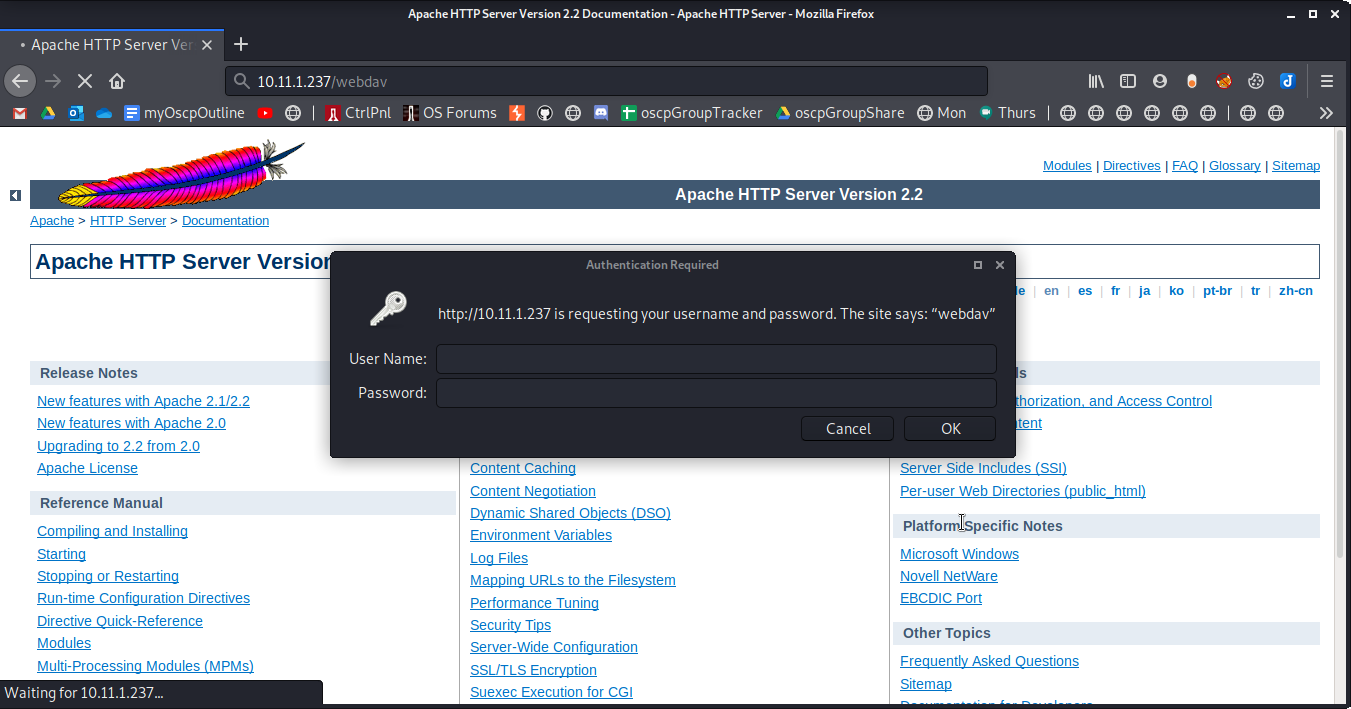 Apache HTTP Server Version 2.2 Documentation - Apache HTTP Server - Mozilla Firefox
Apache HTTP Server Ver
10.11.1.237/webdav
myOscpOutline CtrlPnl OS Forums oscpGroupTracker oscpGroupShare Mon Thurs
Modules | Directives | FAQ | Glossary | Sitemap
Apache HTTP Server Version 2.2
Apache > HTTP Server > Documentation
Apache HTTP Server Version
en | es | fr | ja | ko | pt-br | tr | zh-cn
Authentication Required
http://10.11.1.237 is requesting your username and password. The site says: “webdav”
User Name:
Password:
Cancel OK
Release Notes
New features with Apache 2.1/2.2
New features with Apache 2.0
Upgrading to 2.2 from 2.0
Apache License
Reference Manual
Compiling and Installing
Starting
Stopping or Restarting
Run-time Configuration Directives
Directive Quick-Reference
Modules
Multi-Processing Modules (MPMs)
Content Caching
Content Negotiation
Dynamic Shared Objects (DSO)
Environment Variables
Log Files
Mapping URLs to the Filesystem
Performance Tuning
Security Tips
Server-Wide Configuration
SSL/TLS Encryption
Suexec Execution for CGI
ls
thorization, and Access Control
tent
Server Side Includes (SSI)
Per-user Web Directories (public_html)
Platform Specific Notes
Microsoft Windows
Novell NetWare
EBCDIC Port
Other Topics
Frequently Asked Questions
Sitemap
Documentation for Developers
Waiting for 10.11.1.237...